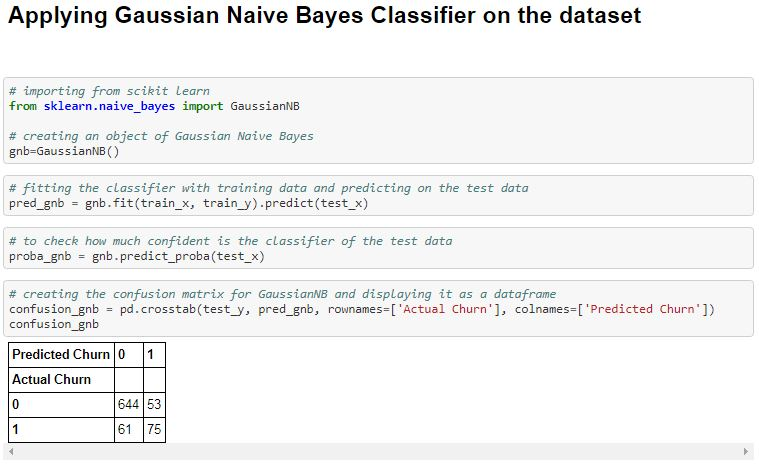 Applying Gaussian Naive Bayes Classifier on the dataset
# importing from scikit learn
from sklearn.naive_bayes import GaussianNB
# creating an object of Gaussian Naive Bayes
gnb=GaussianNB()
# fitting the classifier with training data and predicting on the test data
pred_gnb = gnb.fit(train_x, train_y).predict(test_x)
# to check how much confident is the classifier of the test data
proba_gnb = gnb.predict_proba(test_x)
# creating the confusion matrix for GaussianNB and displaying it as a dataframe
confusion_gnb = pd.crosstab(test_y, pred_gnb, rownames=['Actual Churn'], colnames=['Predicted Churn'])
confusion_gnb
Predicted Churn 0 1
Actual Churn
0 644 53
1 61 75